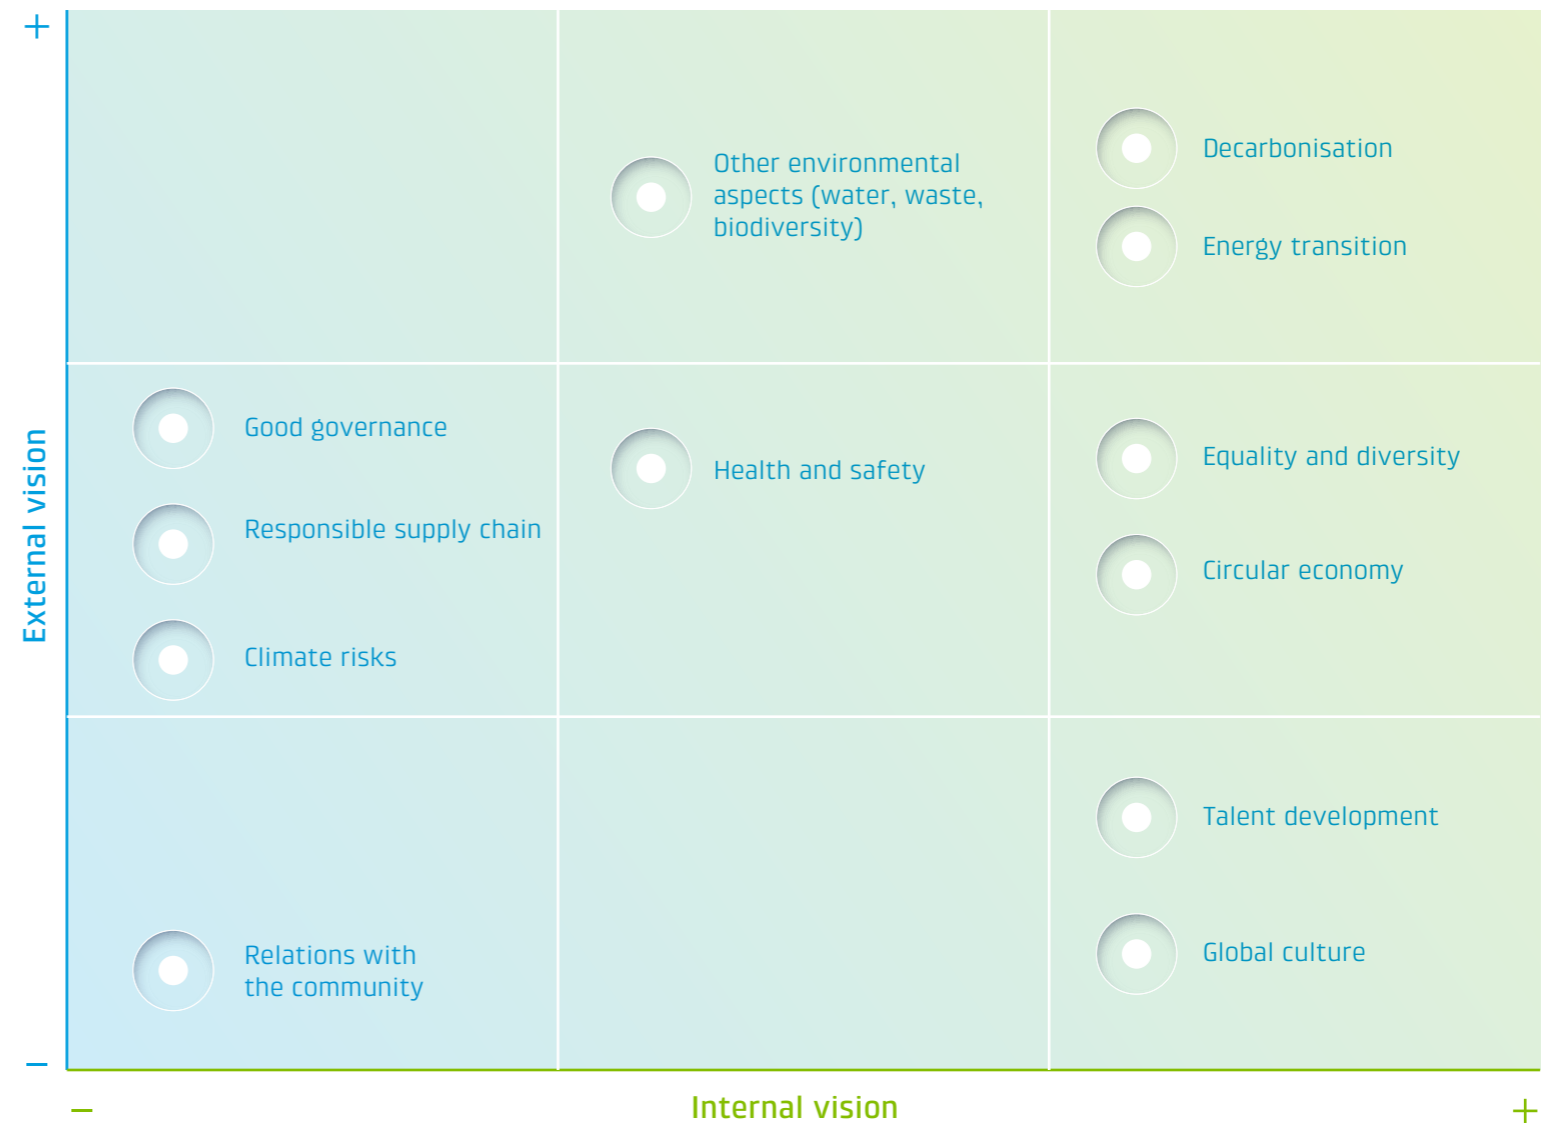 +
Other environmental
aspects (water, waste,
biodiversity)
Decarbonisation
Energy transition
External vision
Good governance
Responsible supply chain
Climate risks
Health and safety
Equality and diversity
Circular economy
Relations with
the community
Talent development
Global culture
−
−
Internal vision
+